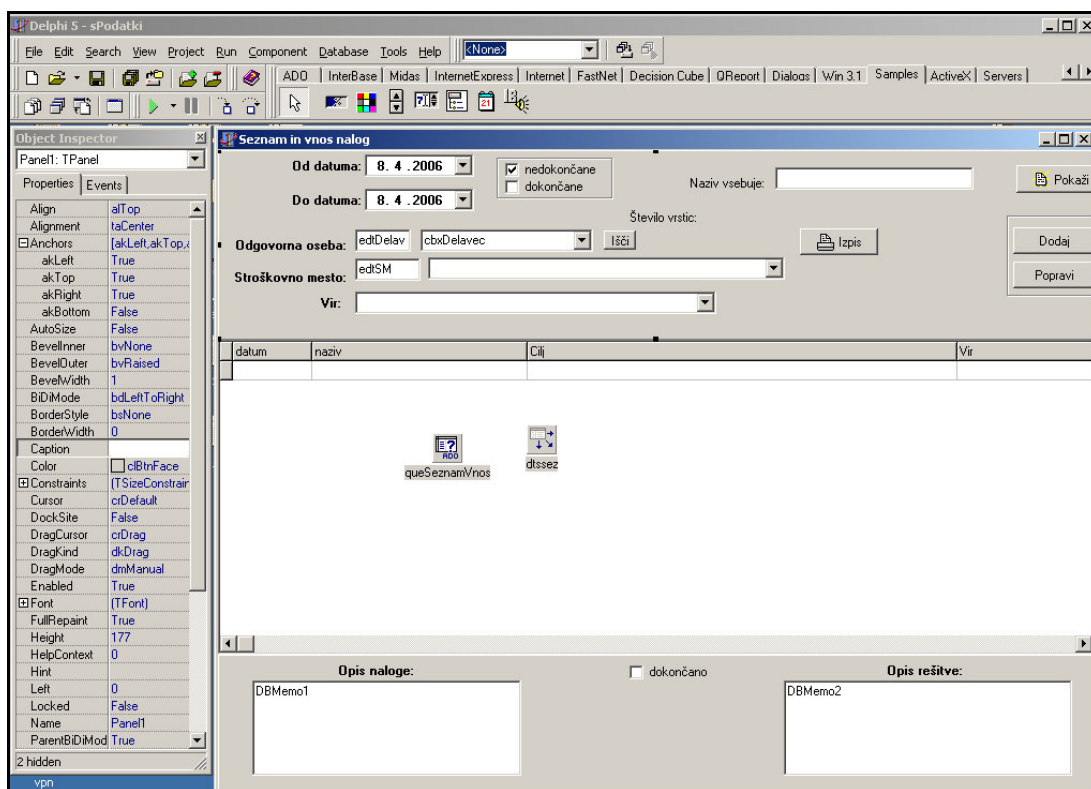 Delphi 5 - sPodatki
File Edit Search View Project Run Component Database Tools Help <None>
ADO InterBase Midas InternetExpress Internet FastNet Decision Cube QReport Dialogs Win 3.1 Samples ActiveX Servers
Object Inspector
Panel1: TPanel
Properties Events
Align alTop
Alignment taCenter
Anchors [akLeft,akTop,
akLeft True
akTop True
akRight True
akBottom False
AutoSize False
BevelInner bvNone
BevelOuter bvRaised
BevelWidth 1
BiDiMode bdLeftToRight
BorderStyle bsNone
BorderWidth 0
Caption
Color clBtnFace
Constraints (TSizeConstrair
Cursor crDefault
DockSite False
DragCursor crDrag
DragKind dkDrag
DragMode dmManual
Enabled True
Font (TFont)
FullRepaint True
Height 177
HelpContext 0
Hint
Left 0
Locked False
Name Panel1
ParentBiDiMod True
2 hidden
vpn
Seznam in vnos nalog
Od datuma: 8. 4 . 2006 nedokončane Naziv vsebuje: Pokaži
dokončane
Do datuma: 8. 4 . 2006
Število vrstic:
Odgovorna oseba: edtDelav cbxDelavec Išči Izpis Dodaj
Stroškovno mesto: edtSM Popravi
Vir:
datum naziv Cilj Vir
ADO
queSeznamVnos dtssez
Opis naloge: dokončano Opis rešitve:
DBMemo1 DBMemo2